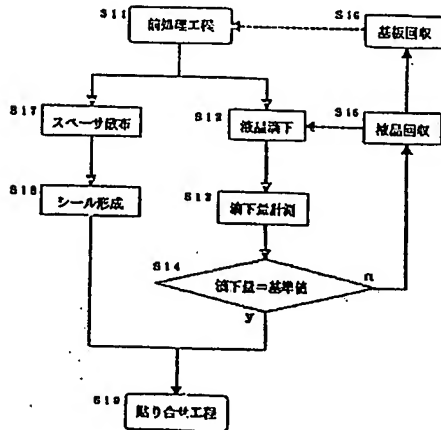 S11
前処理工程
S16
基板回収
S17
スペーサ散布
S12
液晶滴下
S15
液晶回収
S18
シール形成
S13
滴下量計測
S14
滴下量=基準値
n
y
S19
貼り合せ工程